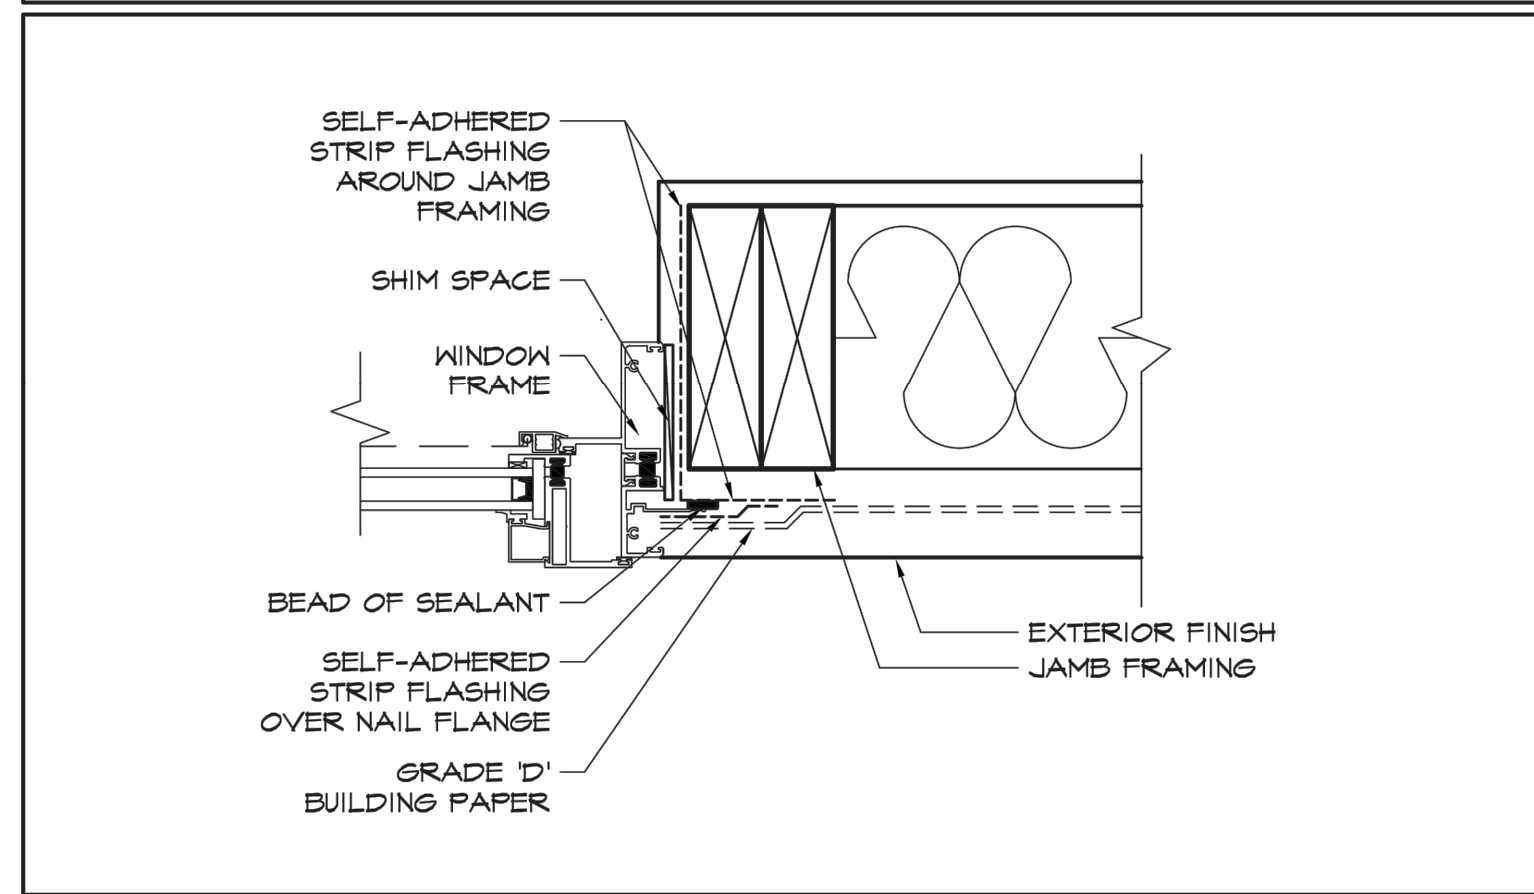 SELF-ADHERED
STRIP FLASHING
AROUND JAMB
FRAMING
SHIM SPACE
WINDOW
FRAME
BEAD OF SEALANT
SELF-ADHERED
STRIP FLASHING
OVER NAIL FLANGE
GRADE 'D'
BUILDING PAPER
EXTERIOR FINISH
JAMB FRAMING